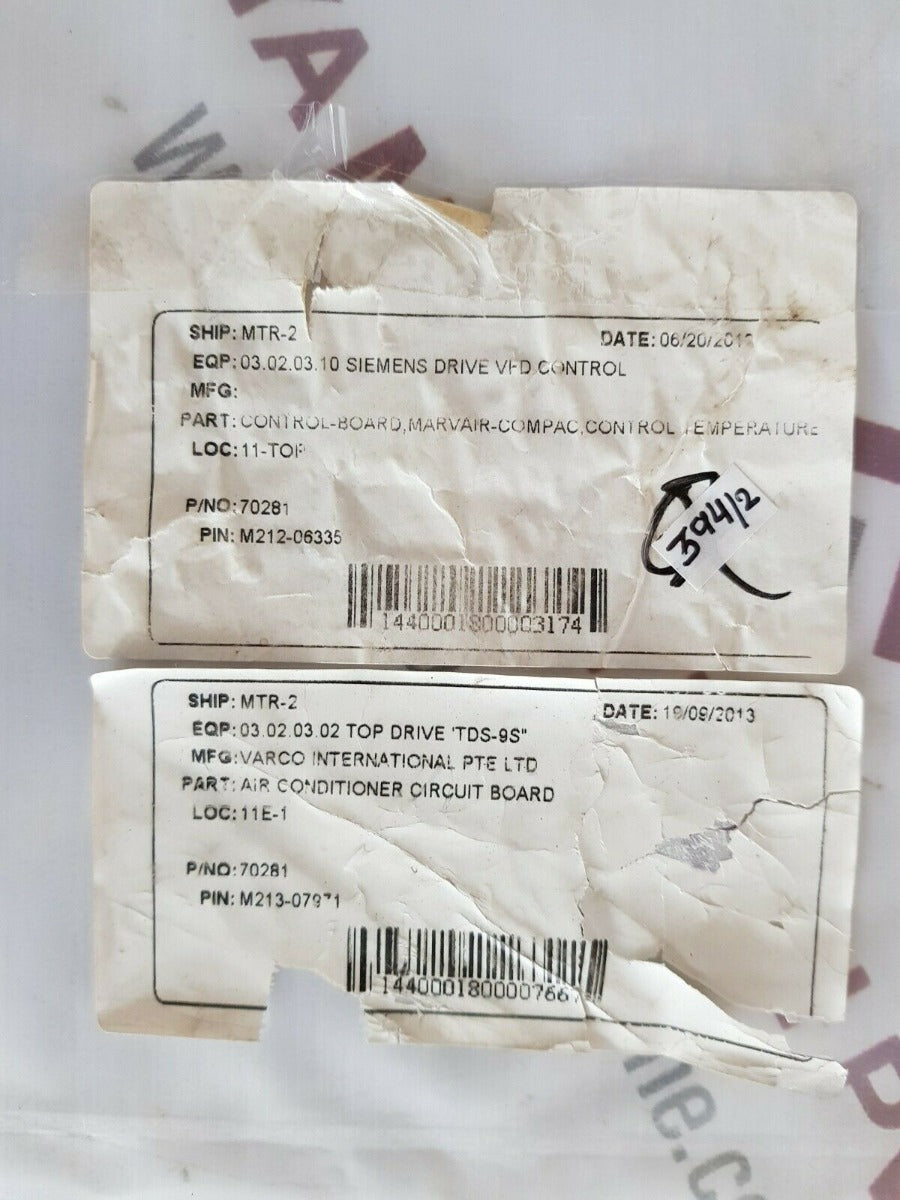 SHIP: MTR-2 DATE: 06/20/2013
EQP: 03.02.03.10 SIEMENS DRIVE VFD CONTROL
MFG:
PART: CONTROL-BOARD,MARVAIR-COMPAC,CONTROL TEMPERATURE
LOC: 11-TOP
P/NO: 70281
PIN: M212-06335
394/2
1440001800003174
SHIP: MTR-2 DATE: 19/09/2013
EQP: 03.02.03.02 TOP DRIVE "TDS-9S"
MFG: VARCO INTERNATIONAL PTE LTD
PART: AIR CONDITIONER CIRCUIT BOARD
LOC: 11E-1
P/NO: 70281
PIN: M213-07971
1440001800007667